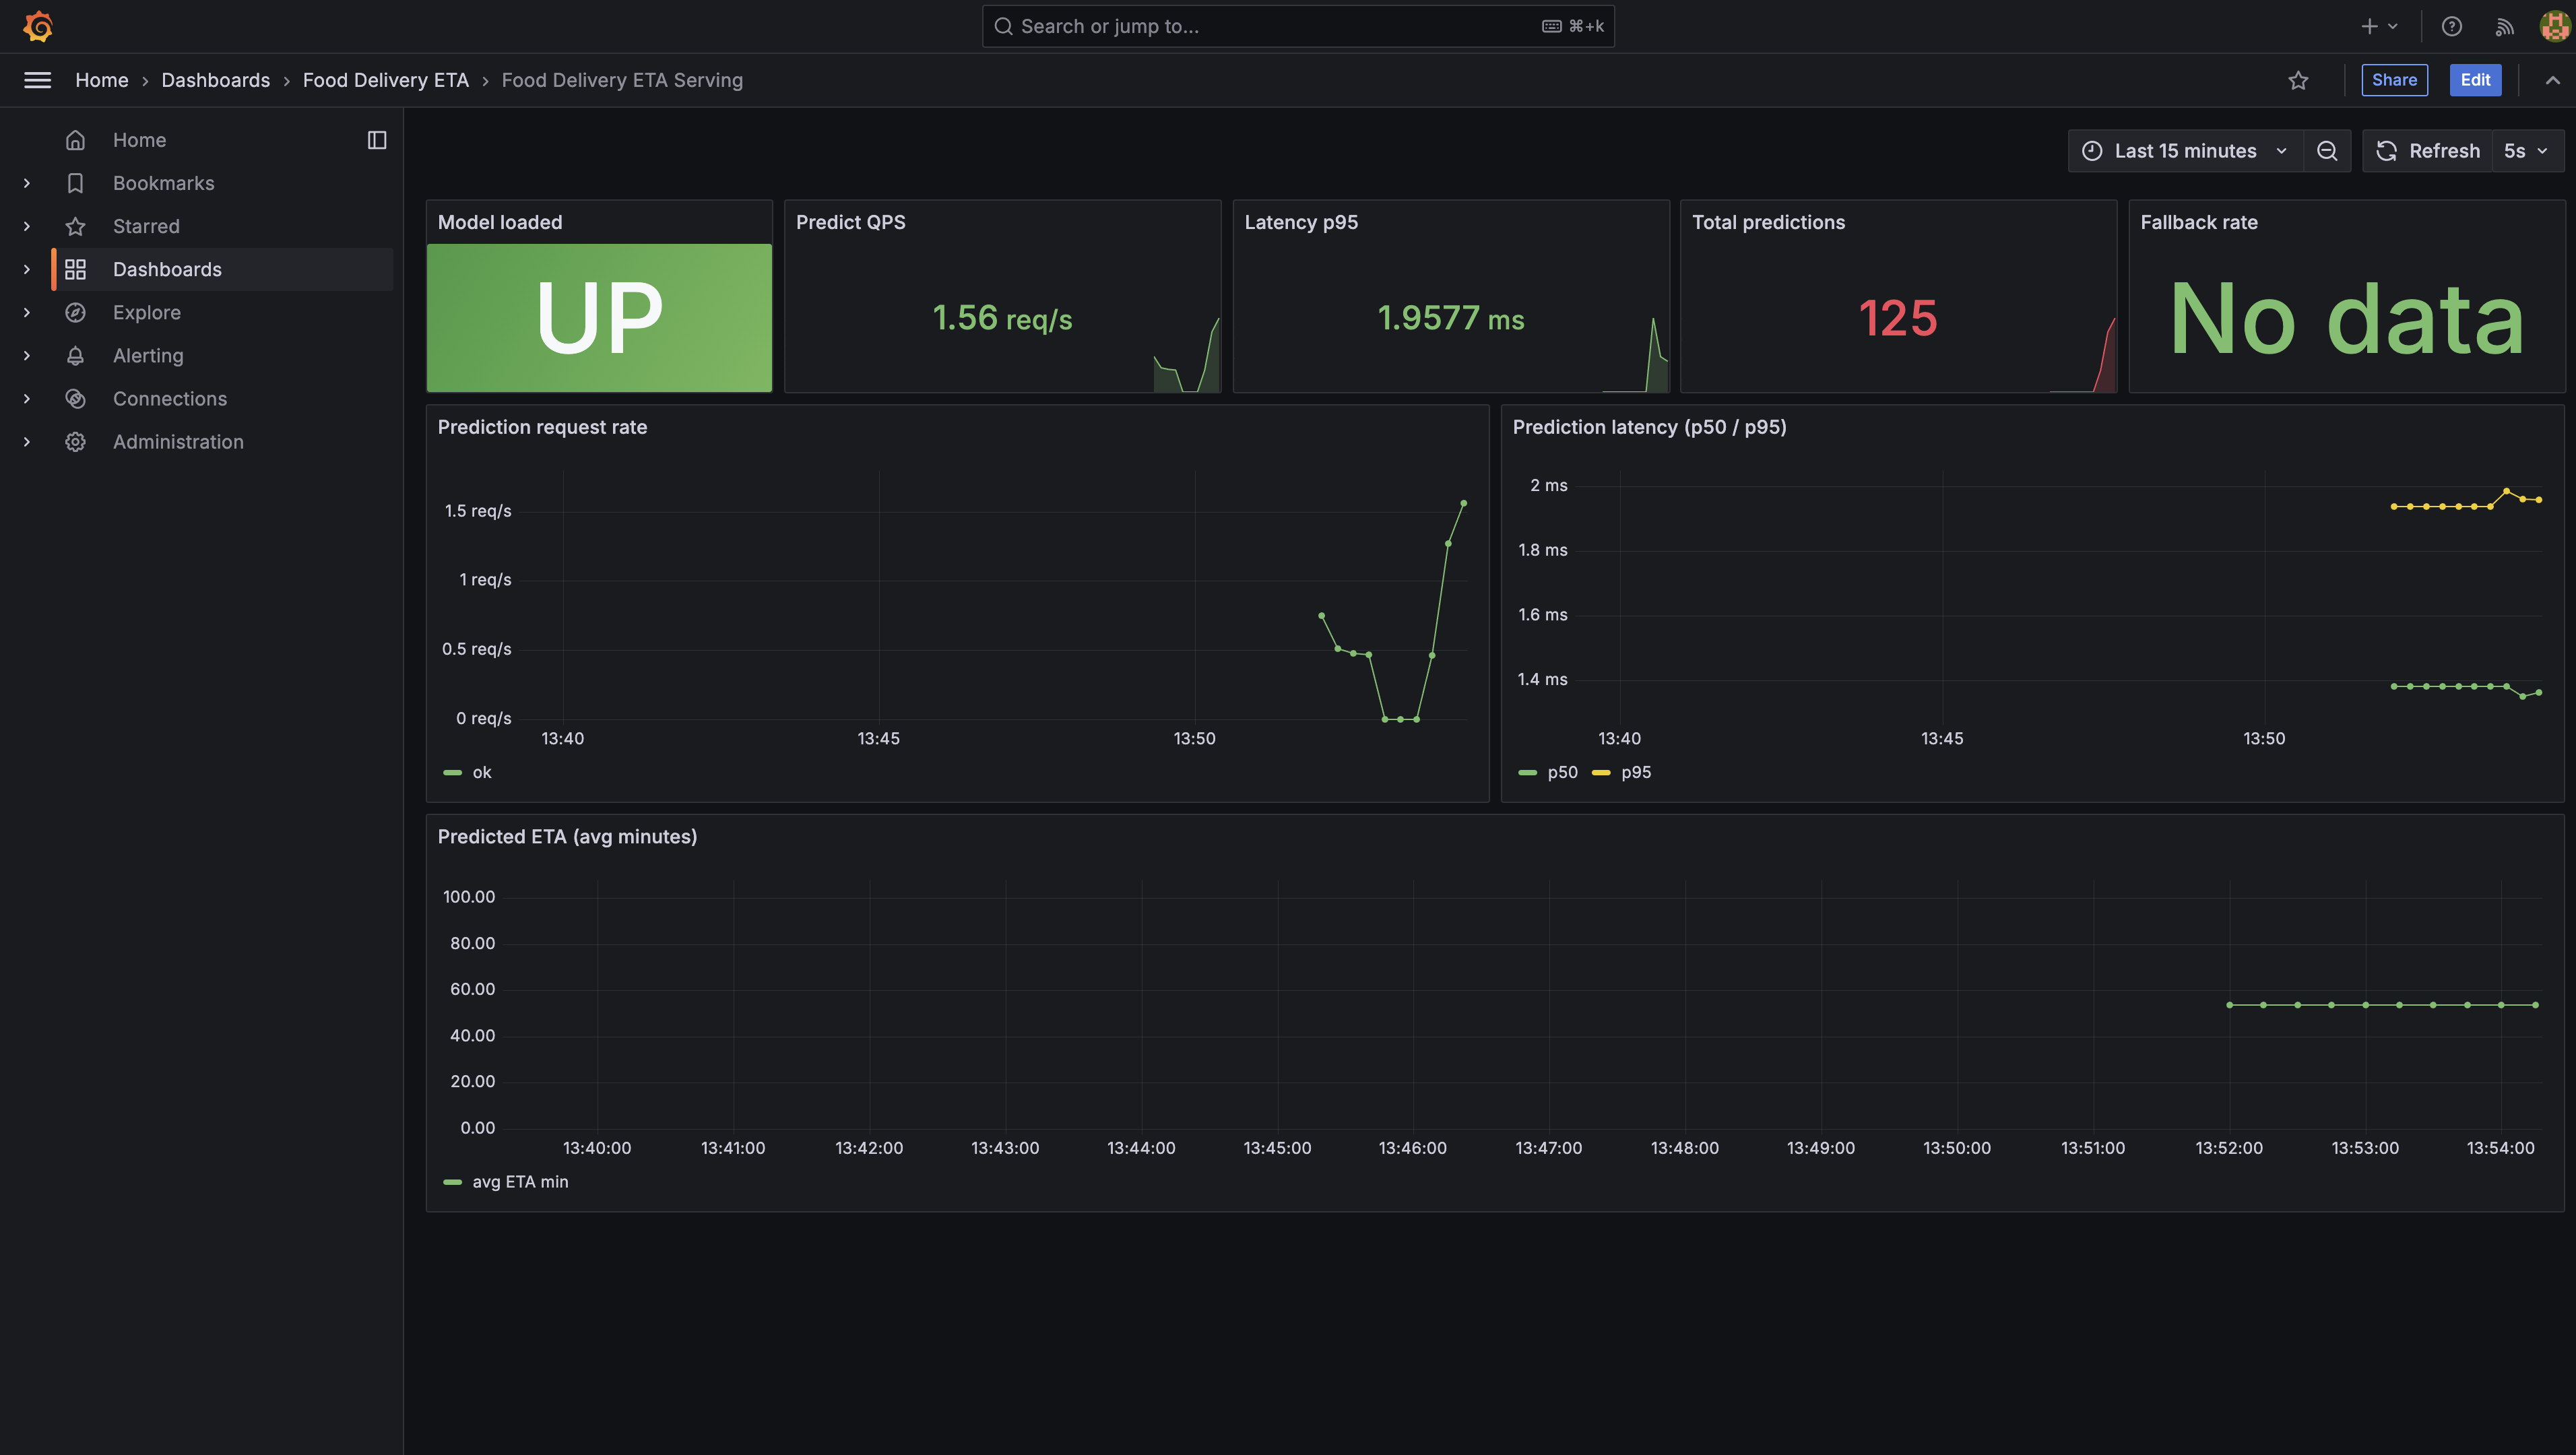 Search or jump to...
⌘+k
Home › Dashboards › Food Delivery ETA › Food Delivery ETA Serving
Share
Edit
Home
Bookmarks
Starred
Dashboards
Explore
Alerting
Connections
Administration
Last 15 minutes
Refresh
5s
Model loaded
UP
Predict QPS
1.56 req/s
Latency p95
1.9577 ms
Total predictions
125
Fallback rate
No data
Prediction request rate
1.5 req/s
1 req/s
0.5 req/s
0 req/s
13:40 13:45 13:50
ok
Prediction latency (p50 / p95)
2 ms
1.8 ms
1.6 ms
1.4 ms
13:40 13:45 13:50
p50 p95
Predicted ETA (avg minutes)
100.00
80.00
60.00
40.00
20.00
0.00
13:40:00 13:41:00 13:42:00 13:43:00 13:44:00 13:45:00 13:46:00 13:47:00 13:48:00 13:49:00 13:50:00 13:51:00 13:52:00 13:53:00 13:54:00
avg ETA min